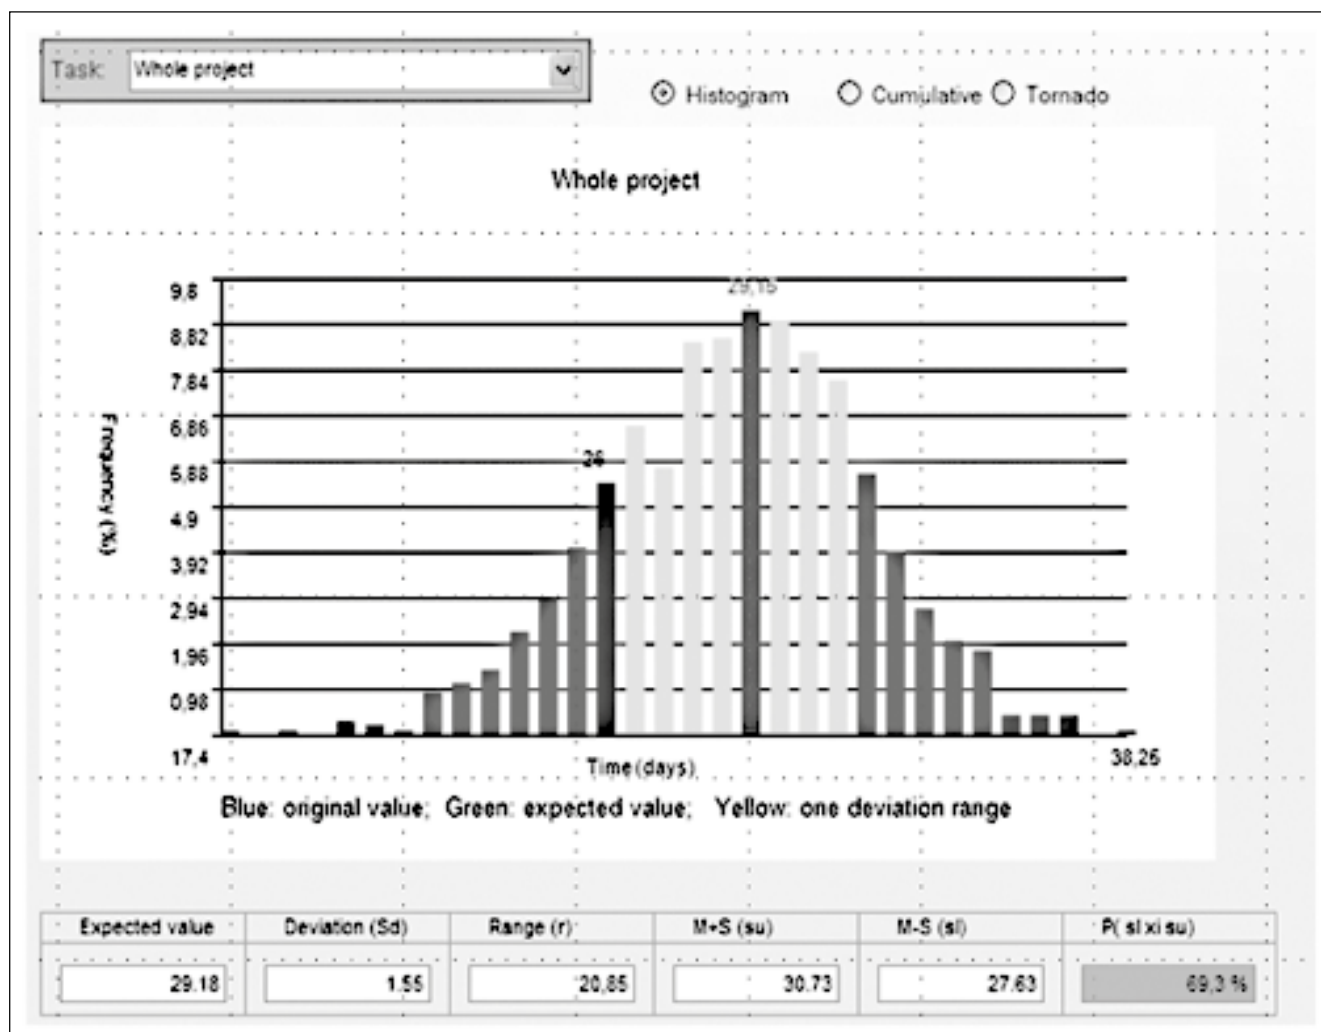 Task: Whole project
Histogram Cumulative Tornado
Whole project
29,15
9,8
8,82
7,84
6,86
26
5,88
4,9
3,92
2,94
1,96
0,98
Frequency (%)
17,4
Time (days)
38,25
Blue: original value; Green: expected value; Yellow: one deviation range
Expected value Deviation (Sd) Range (r) M+S (su) M-S (sl) P( sl xi su)
29.18 1.55 20,85 30.73 27.63 69,3 %